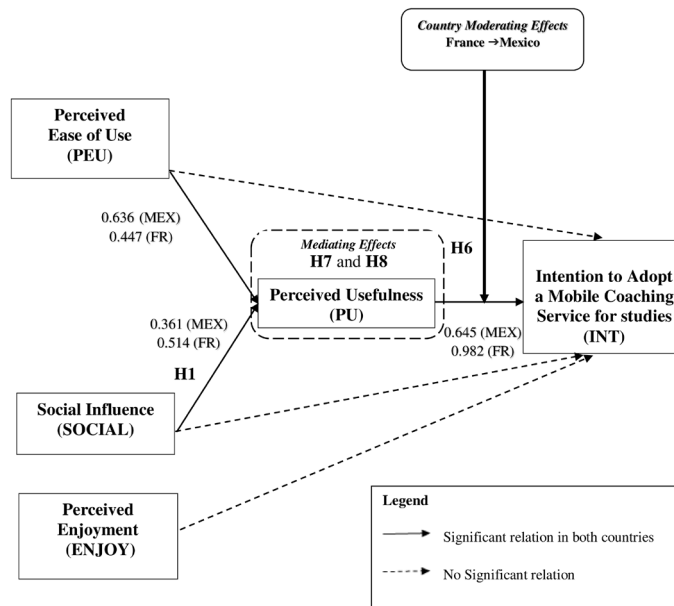 Country Moderating Effects
France →Mexico
Perceived
Ease of Use
(PEU)
0.636 (MEX)
0.447 (FR)
Mediating Effects
H7 and H8
H6
Perceived Usefulness
(PU)
Intention to Adopt
a Mobile Coaching
Service for studies
(INT)
0.361 (MEX)
0.514 (FR)
0.645 (MEX)
0.982 (FR)
H1
Social Influence
(SOCIAL)
Perceived
Enjoyment
(ENJOY)
Legend
Significant relation in both countries
No Significant relation